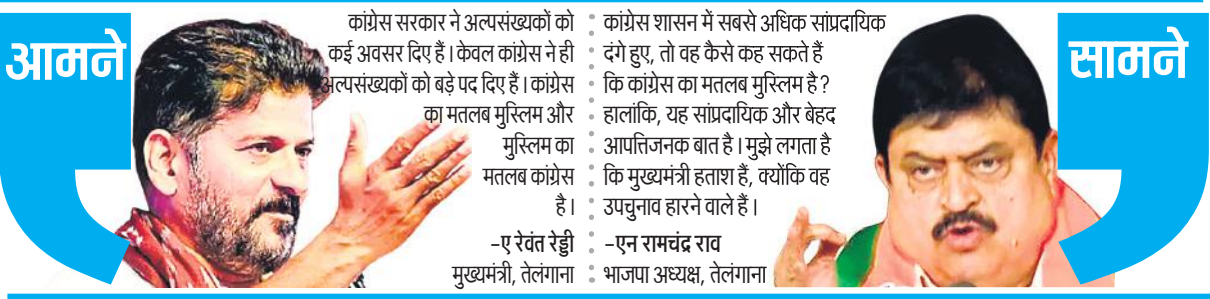 आमने
कांग्रेस सरकार ने अल्पसंख्यकों को
कई अवसर दिए हैं। केवल कांग्रेस ने ही
अल्पसंख्यकों को बड़े पद दिए हैं। कांग्रेस
का मतलब मुस्लिम और
मुस्लिम का
मतलब कांग्रेस
है।
-ए रेवंत रेड्डी
मुख्यमंत्री, तेलंगाना
कांग्रेस शासन में सबसे अधिक सांप्रदायिक
दंगे हुए, तो वह कैसे कह सकते हैं
कि कांग्रेस का मतलब मुस्लिम है?
हालांकि, यह सांप्रदायिक और बेहद
आपत्तिजनक बात है। मुझे लगता है
कि मुख्यमंत्री हताश हैं, क्योंकि वह
उपचुनाव हारने वाले हैं।
-एन रामचंद्र राव
भाजपा अध्यक्ष, तेलंगाना
सामने